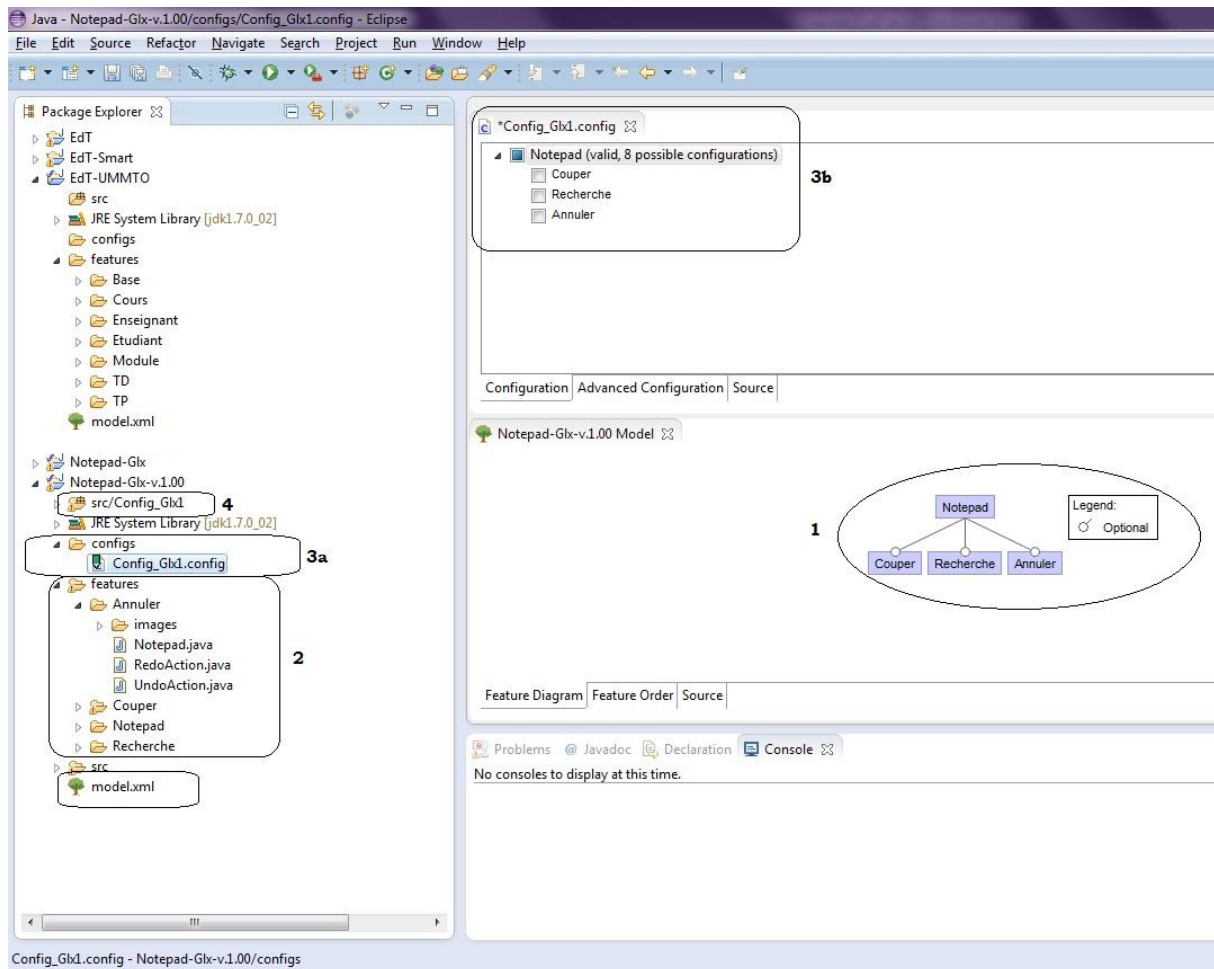 Java - Notepad-Glx-v.1.00/configs/Config_Glx1.config - Eclipse
File Edit Source Refactor Navigate Search Project Run Window Help
Package Explorer
EdT
EdT-Smart
EdT-UMMTO
src
JRE System Library [jdk1.7.0_02]
configs
features
Base
Cours
Enseignant
Etudiant
Module
TD
TP
model.xml
Notepad-Glx
Notepad-Glx-v.1.00
src/Config_Glx1
4
JRE System Library [jdk1.7.0_02]
configs
Config_Glx1.config
3a
features
Annuler
images
Notepad.java
RedoAction.java
UndoAction.java
2
Couper
Notepad
Recherche
src
model.xml
*Config_Glx1.config
Notepad (valid, 8 possible configurations)
Couper
Recherche
Annuler
3b
Configuration Advanced Configuration Source
Notepad-Glx-v.1.00 Model
1
Notepad
Couper Recherche Annuler
Legend:
Optional
Feature Diagram Feature Order Source
Problems @ Javadoc Declaration Console
No consoles to display at this time.
Config_Glx1.config - Notepad-Glx-v.1.00/configs